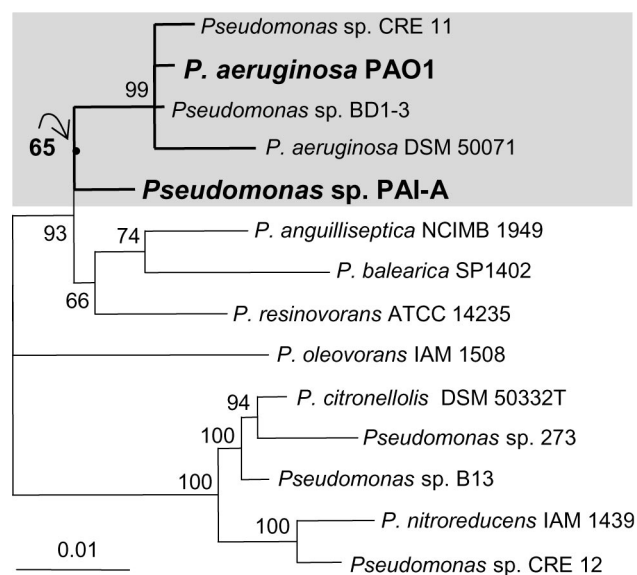 Pseudomonas sp. CRE 11
P. aeruginosa PAO1
99
Pseudomonas sp. BD1-3
65
P. aeruginosa DSM 50071
Pseudomonas sp. PAI-A
93
74
P. anguilliseptica NCIMB 1949
P. balearica SP1402
66
P. resinovorans ATCC 14235
P. oleovorans IAM 1508
94
P. citronellolis DSM 50332T
100
Pseudomonas sp. 273
100
Pseudomonas sp. B13
100
P. nitroreducens IAM 1439
0.01
Pseudomonas sp. CRE 12